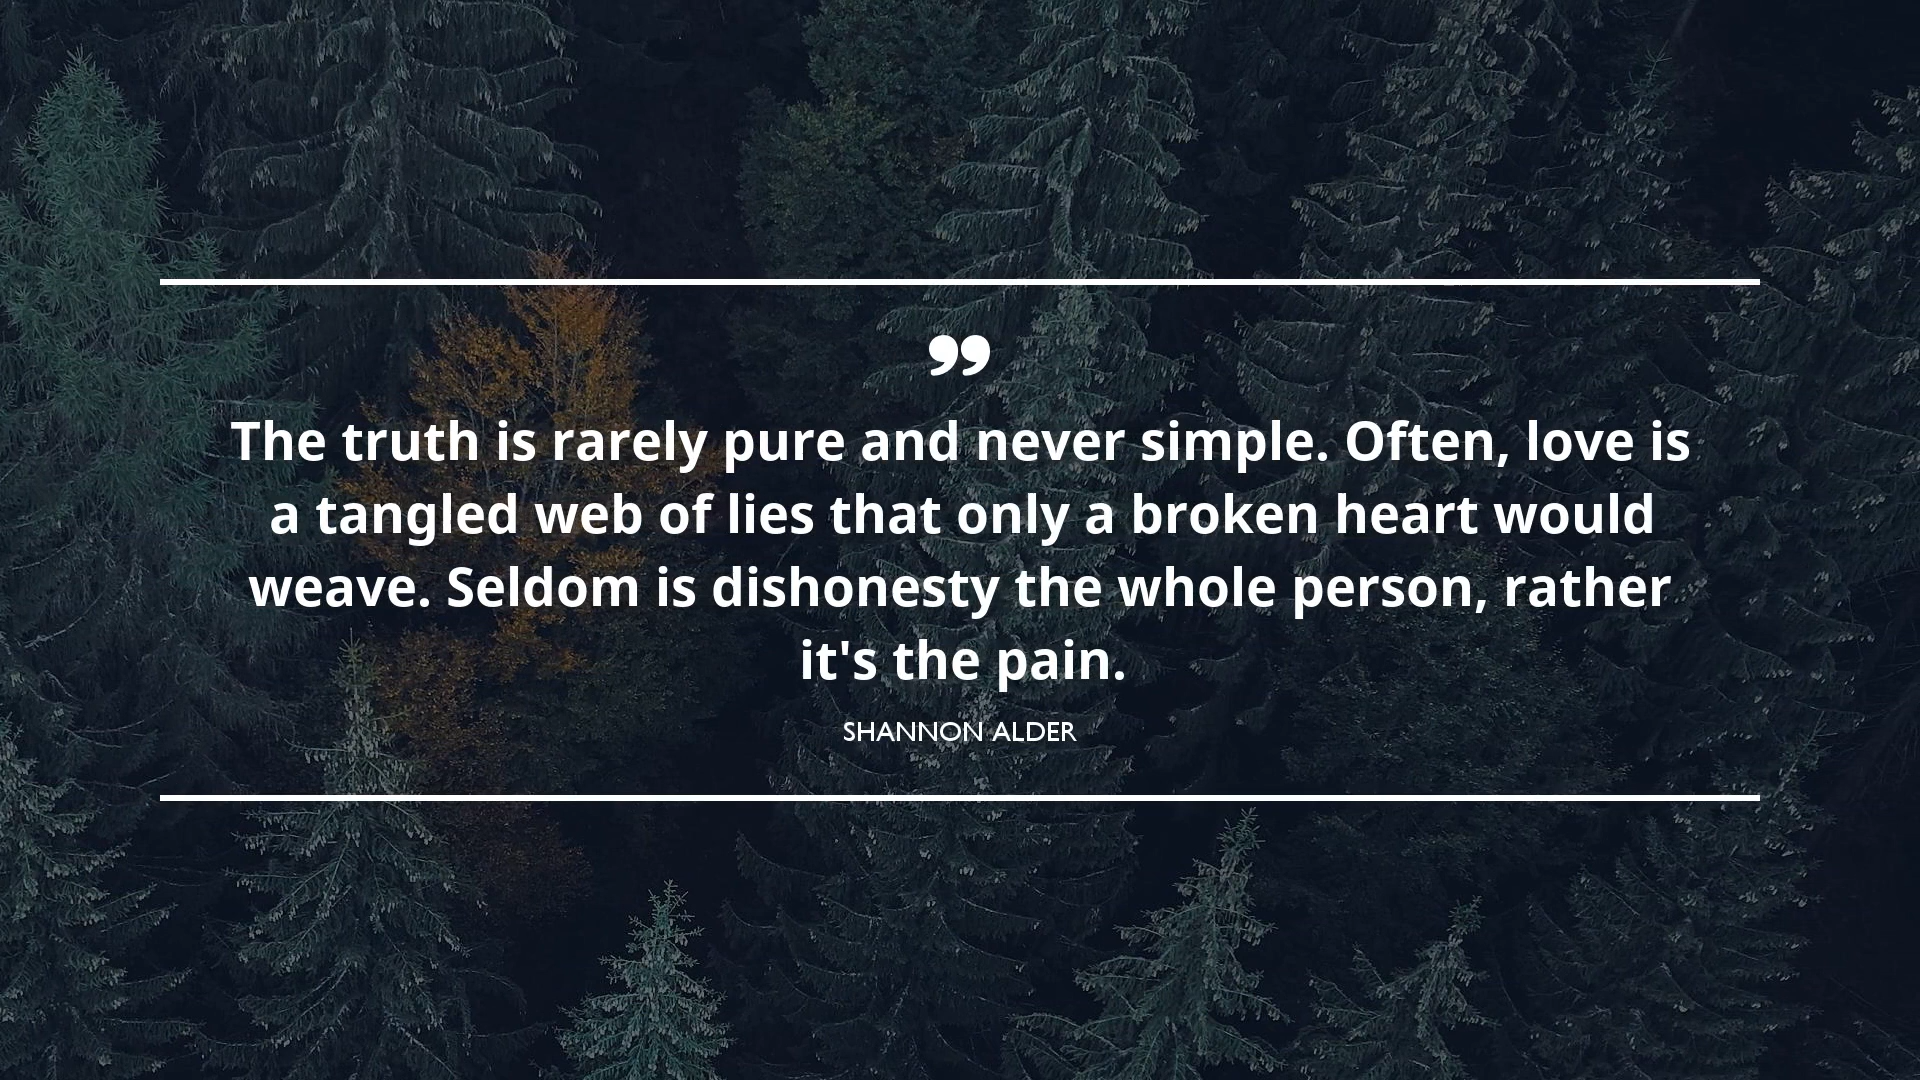 ”
The truth is rarely pure and never simple. Often, love is
a tangled web of lies that only a broken heart would
weave. Seldom is dishonesty the whole person, rather
it's the pain.
SHANNON ALDER